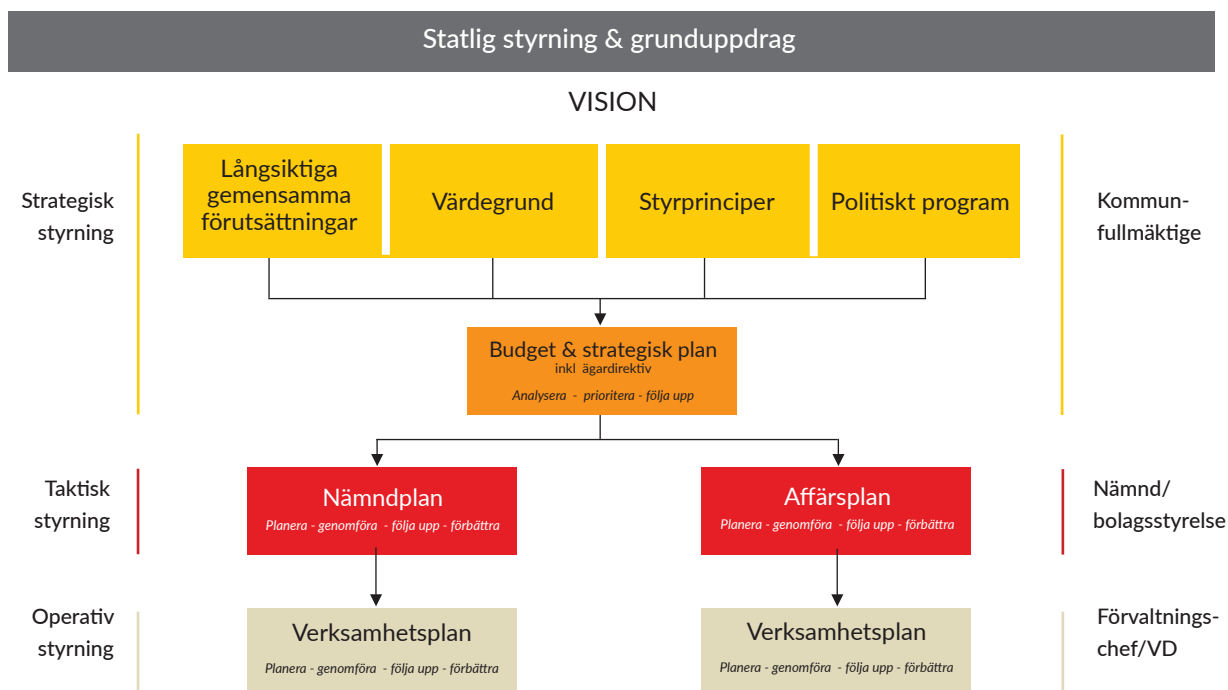 Statlig styrning & grunduppdrag
VISION
Strategisk
styrning
Långsiktiga
gemensamma
förutsättningar
Värdegrund
Styrprinciper
Politiskt program
Kommun-
fullmäktige
Budget & strategisk plan
inkl ägardirektiv
Analysera - prioritera - följa upp
Taktisk
styrning
Nämndplan
Planera - genomföra - följa upp - förbättra
Affärsplan
Planera - genomföra - följa upp - förbättra
Nämnd/
bolagsstyrelse
Operativ
styrning
Verksamhetsplan
Planera - genomföra - följa upp - förbättra
Verksamhetsplan
Planera - genomföra - följa upp - förbättra
Förvaltnings-
chef/VD